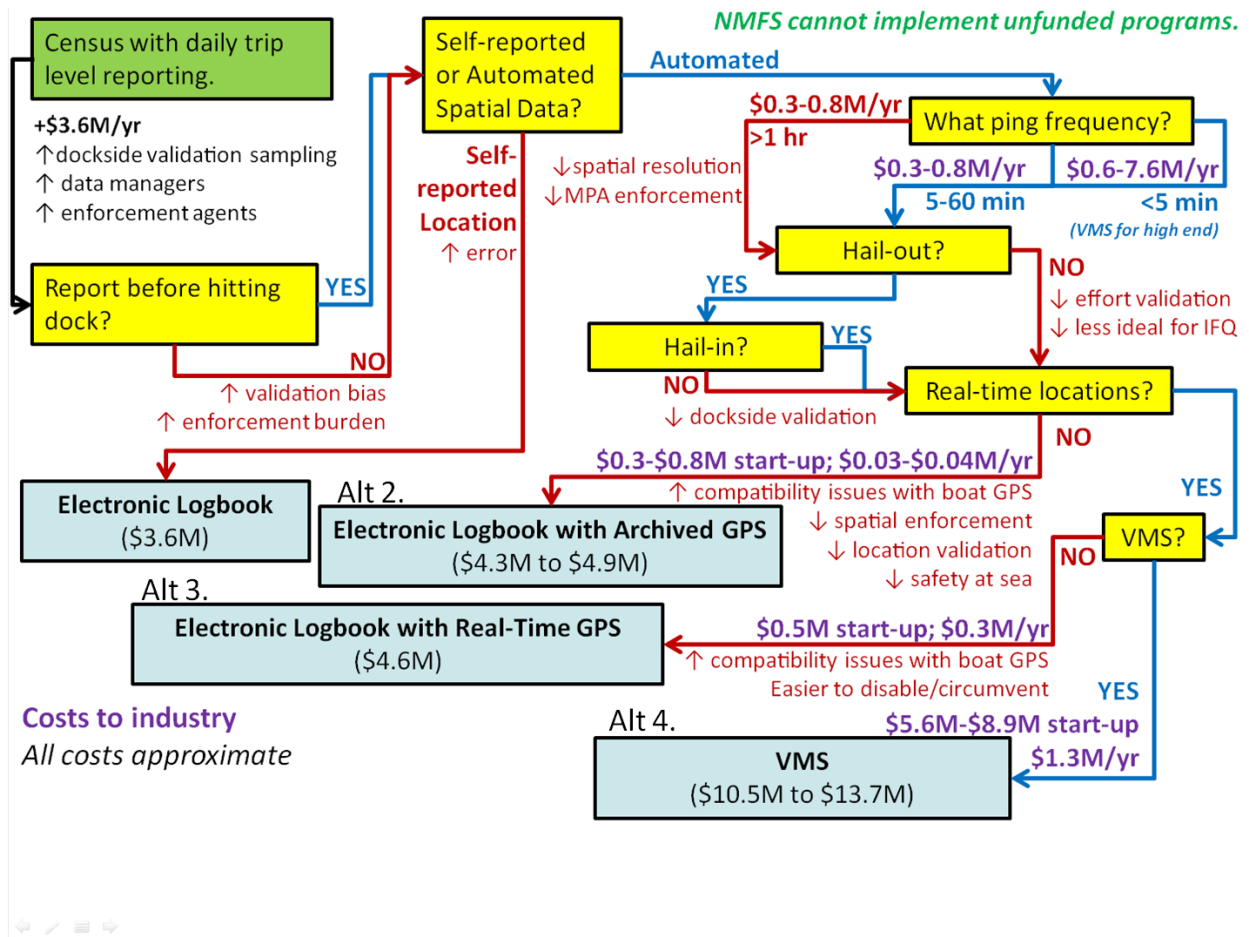 NMFS cannot implement unfunded programs.
Census with daily trip
level reporting.
+$3.6M/yr
↑dockside validation sampling
↑ data managers
↑ enforcement agents
Report before hitting
dock?
YES
NO
↑ validation bias
↑ enforcement burden
Self-reported
or Automated
Spatial Data?
Automated
Self-
reported
Location
↑ error
What ping frequency?
$0.3-0.8M/yr
>1 hr
↓spatial resolution
↓MPA enforcement
$0.3-0.8M/yr
5-60 min
$0.6-7.6M/yr
<5 min
(VMS for high end)
Hail-out?
YES
NO
↓ effort validation
↓ less ideal for IFQ
Hail-in?
YES
NO
↓ dockside validation
Real-time locations?
NO
YES
$0.3-$0.8M start-up; $0.03-$0.04M/yr
↑ compatibility issues with boat GPS
↓ spatial enforcement
↓ location validation
↓ safety at sea
VMS?
NO
YES
Electronic Logbook
($3.6M)
Alt 2.
Electronic Logbook with Archived GPS
($4.3M to $4.9M)
Alt 3.
Electronic Logbook with Real-Time GPS
($4.6M)
$0.5M start-up; $0.3M/yr
↑ compatibility issues with boat GPS
Easier to disable/circumvent
Costs to industry
All costs approximate
Alt 4.
VMS
($10.5M to $13.7M)
$5.6M-$8.9M start-up
$1.3M/yr